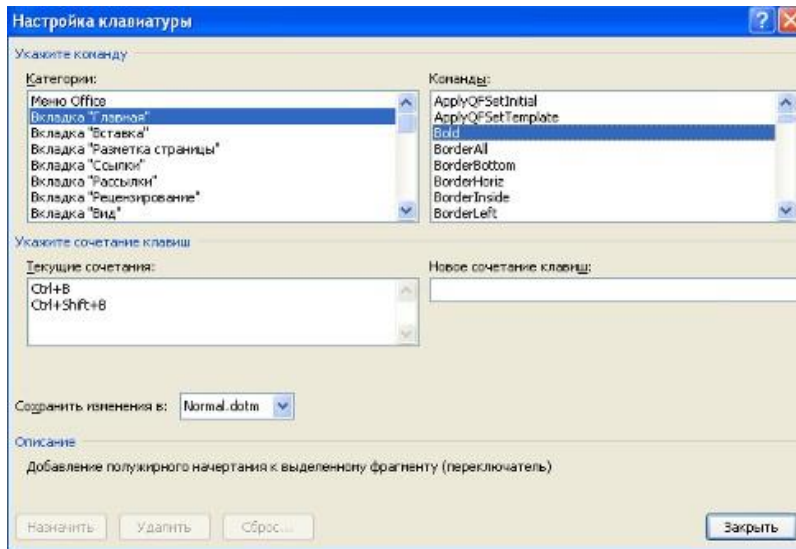 Настройка клавиатуры
Укажите команду
Категории:
Меню Office
Вкладка "Главная"
Вкладка "Вставка"
Вкладка "Разметка страницы"
Вкладка "Ссылки"
Вкладка "Рассылки"
Вкладка "Рецензирование"
Вкладка "Вид"
Команды:
ApplyQFSetInitial
ApplyQFSetTemplate
Bold
BorderAll
BorderBottom
BorderHoriz
BorderInside
BorderLeft
Укажите сочетание клавиш
Текущие сочетания:
Ctrl+B
Ctrl+Shift+B
Новое сочетание клавиш:
Сохранить изменения в: Normal.dotm
Описание
Добавление полужирного начертания к выделенному фрагменту (переключатель)
Назначить Удалить Сброс... Закрыть